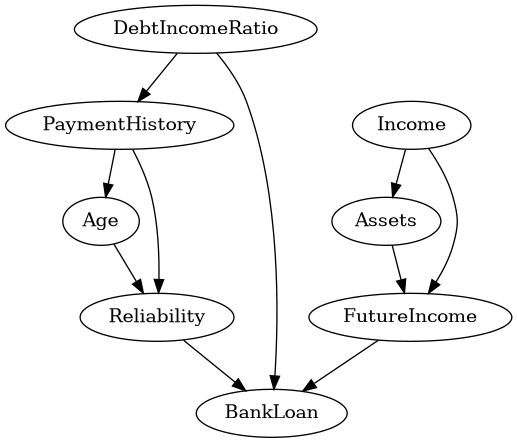 DebtIncomeRatio
PaymentHistory
Income
Age
Assets
Reliability
FutureIncome
BankLoan